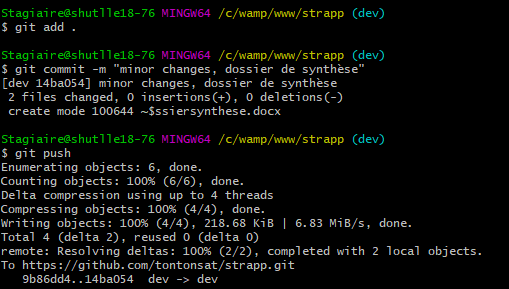 Stagiaire@shutlle18-76 MINGW64 /c/wamp/www/strapp (dev)
$ git add .
Stagiaire@shutlle18-76 MINGW64 /c/wamp/www/strapp (dev)
$ git commit -m "minor changes, dossier de synthèse"
[dev 14ba054] minor changes, dossier de synthèse
 2 files changed, 0 insertions(+), 0 deletions(-)
 create mode 100644 ~$ssiersynthese.docx
Stagiaire@shutlle18-76 MINGW64 /c/wamp/www/strapp (dev)
$ git push
Enumerating objects: 6, done.
Counting objects: 100% (6/6), done.
Delta compression using up to 4 threads
Compressing objects: 100% (4/4), done.
Writing objects: 100% (4/4), 218.68 KiB | 6.83 MiB/s, done.
Total 4 (delta 2), reused 0 (delta 0)
remote: Resolving deltas: 100% (2/2), completed with 2 local objects.
To https://github.com/tontonsat/strapp.git
   9b86dd4..14ba054  dev -> dev